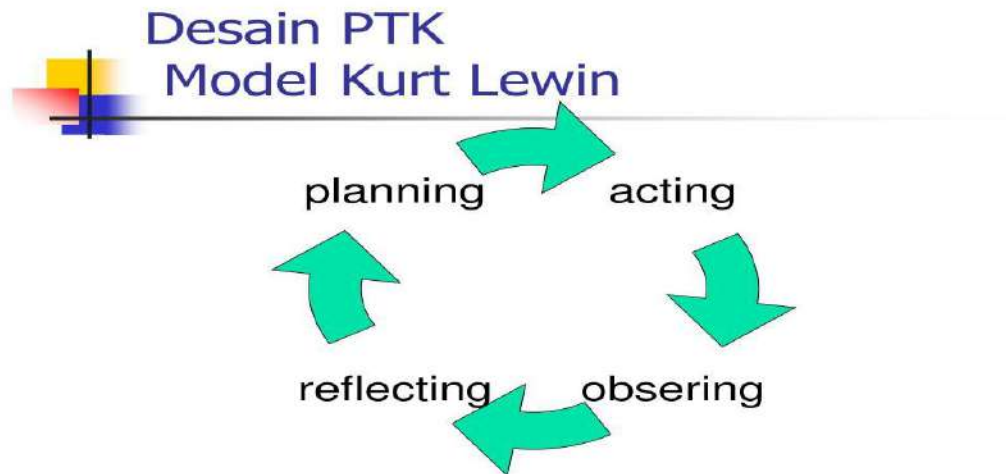 Desain PTK
Model Kurt Lewin
planning acting
reflecting obsering